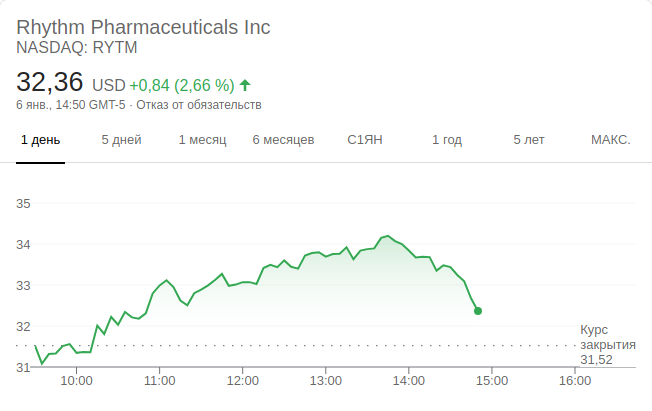 Rhythm Pharmaceuticals Inc
NASDAQ: RYTM
32,36 USD +0,84 (2,66 %)
6 янв., 14:50 GMT-5 · Отказ от обязательств
1 день 5 дней 1 месяц 6 месяцев С1ЯН 1 год 5 лет МАКС.
35
34
33
32
31
Курс
закрытия
31,52
10:00 11:00 12:00 13:00 14:00 15:00 16:00